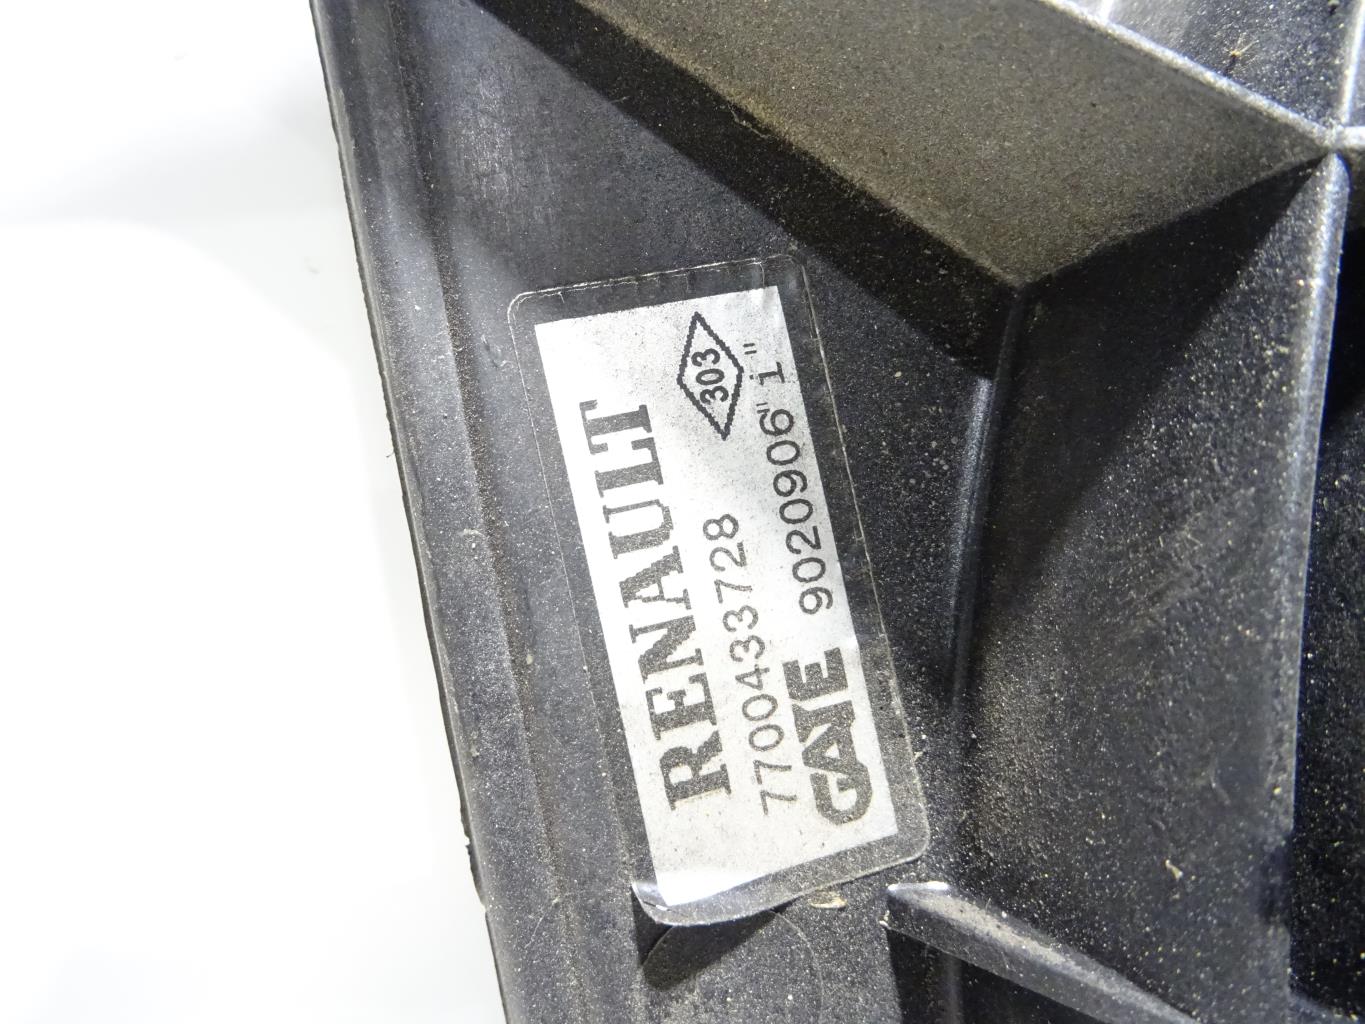 RENAULT
7700433728 303
GATE 9020906" 1"